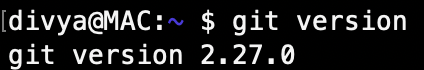 [divya@MAC:~ $ git version
git version 2.27.0